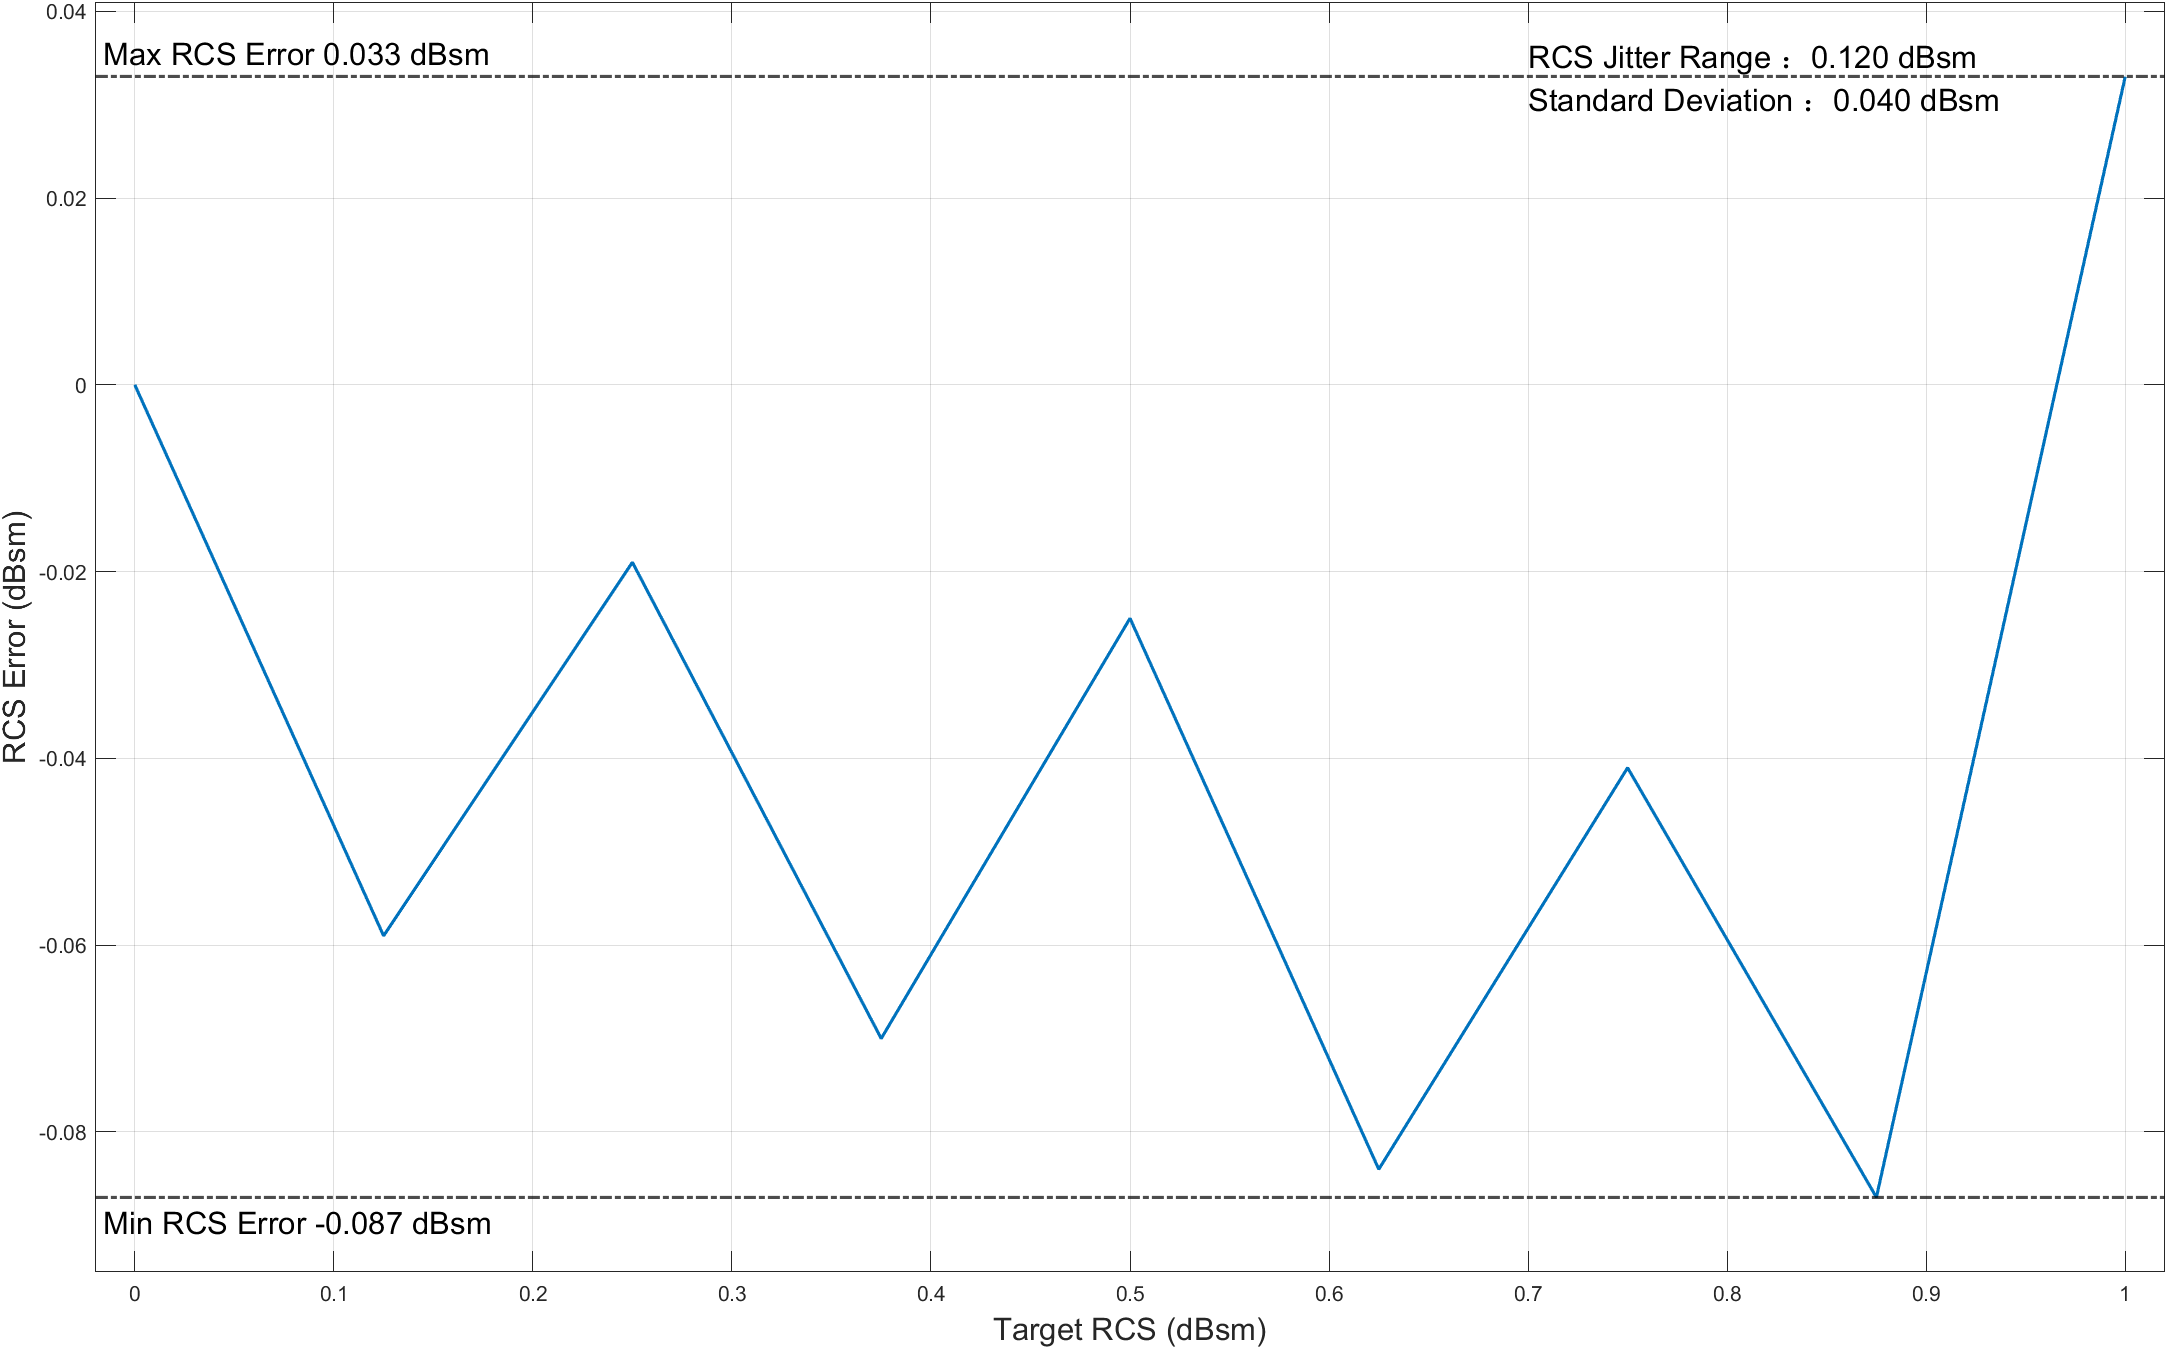 0.04
Max RCS Error 0.033 dBsm
RCS Jitter Range：0.120 dBsm
Standard Deviation：0.040 dBsm
0.02
0
-0.02
RCS Error (dBsm)
-0.04
-0.06
-0.08
Min RCS Error -0.087 dBsm
0 0.1 0.2 0.3 0.4 0.5 0.6 0.7 0.8 0.9 1
Target RCS (dBsm)